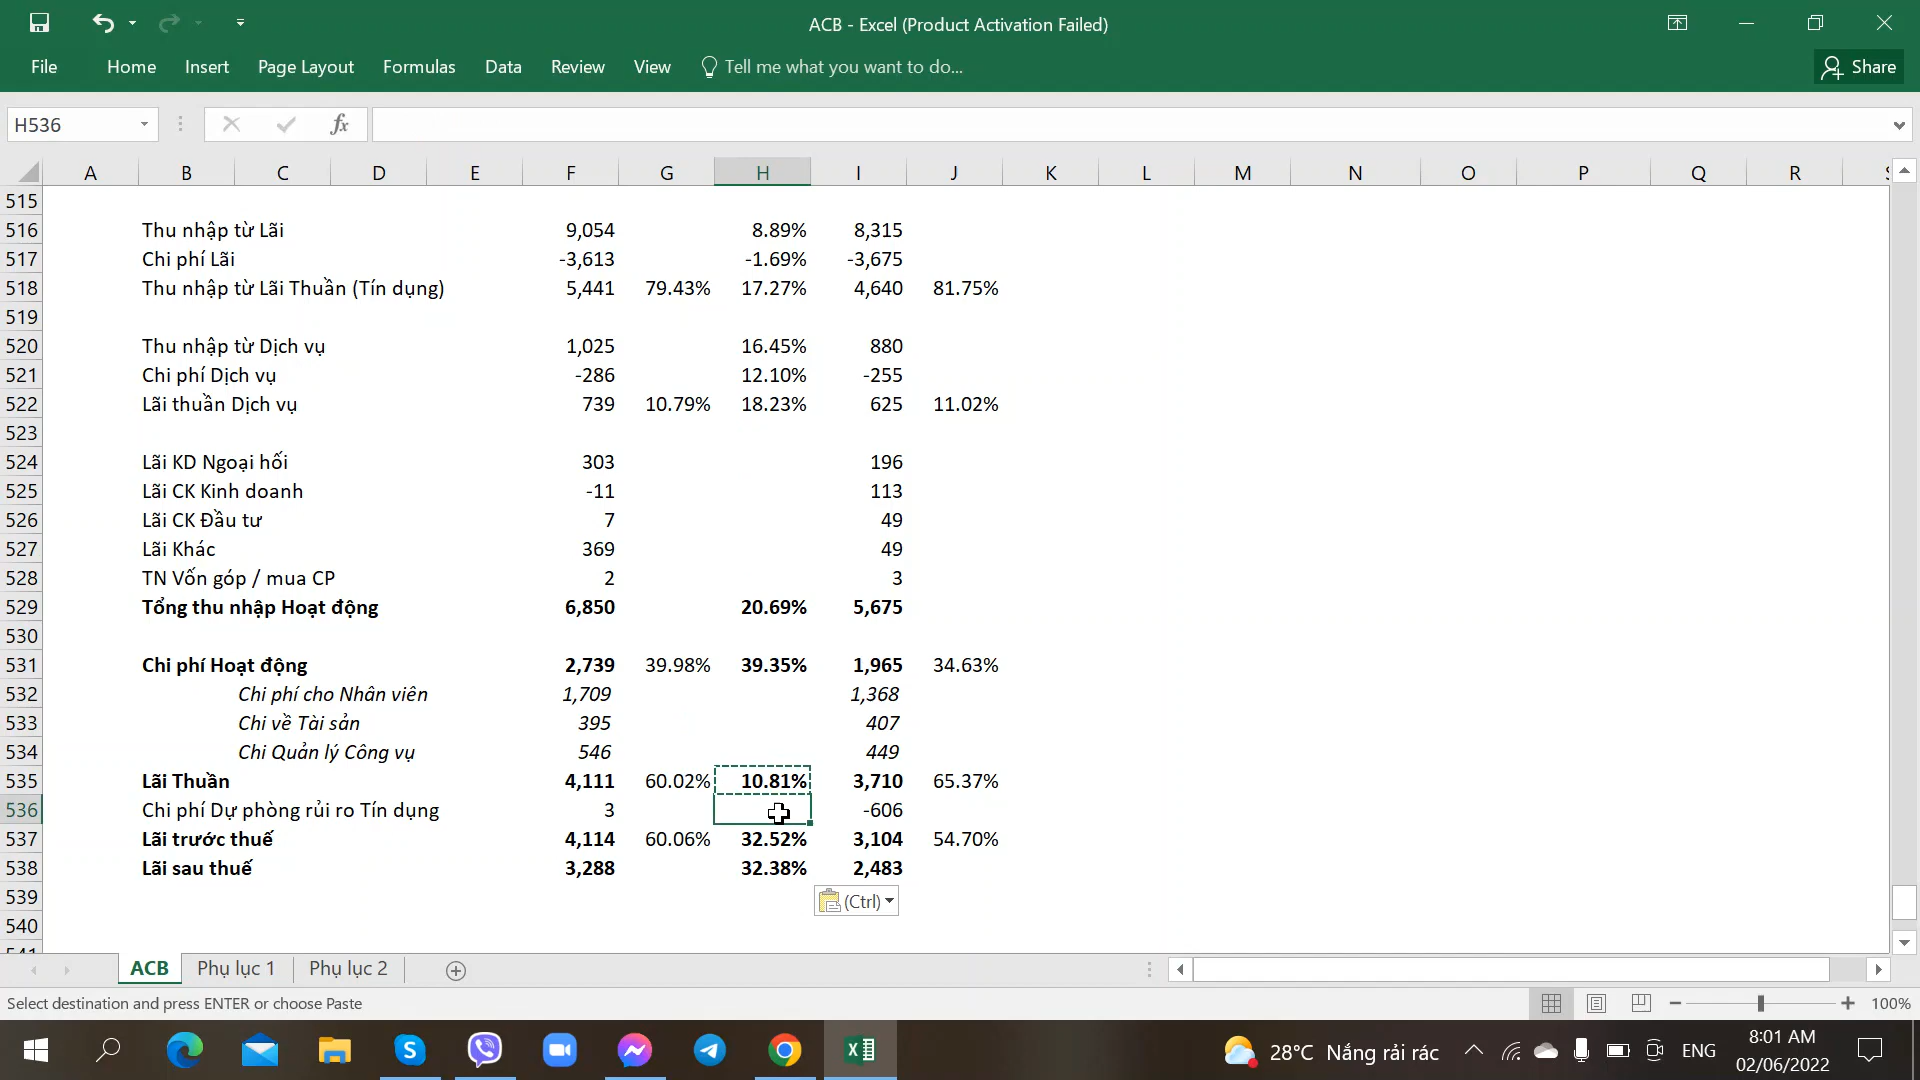 ACB - Excel (Product Activation Failed)
File Home Insert Page Layout Formulas Data Review View Tell me what you want to do... Share
H536 fx
A B C D E F G H I J K L M N O P Q R
515
516 Thu nhập từ Lãi 9,054 8.89% 8,315
517 Chi phí Lãi -3,613 -1.69% -3,675
518 Thu nhập từ Lãi Thuần (Tín dụng) 5,441 79.43% 17.27% 4,640 81.75%
519
520 Thu nhập từ Dịch vụ 1,025 16.45% 880
521 Chi phí Dịch vụ -286 12.10% -255
522 Lãi thuần Dịch vụ 739 10.79% 18.23% 625 11.02%
523
524 Lãi KD Ngoại hối 303 196
525 Lãi CK Kinh doanh -11 113
526 Lãi CK Đầu tư 7 49
527 Lãi Khác 369 49
528 TN Vốn góp / mua CP 2 3
529 Tổng thu nhập Hoạt động 6,850 20.69% 5,675
530
531 Chi phí Hoạt động 2,739 39.98% 39.35% 1,965 34.63%
532 Chi phí cho Nhân viên 1,709 1,368
533 Chi về Tài sản 395 407
534 Chi Quản lý Công vụ 546 449
535 Lãi Thuần 4,111 60.02% 10.81% 3,710 65.37%
536 Chi phí Dự phòng rủi ro Tín dụng 3 -606
537 Lãi trước thuế 4,114 60.06% 32.52% 3,104 54.70%
538 Lãi sau thuế 3,288 32.38% 2,483
539 (Ctrl)
540
ACB Phụ lục 1 Phụ lục 2
Select destination and press ENTER or choose Paste 100%
28°C Nắng rải rác ENG 8:01 AM
02/06/2022